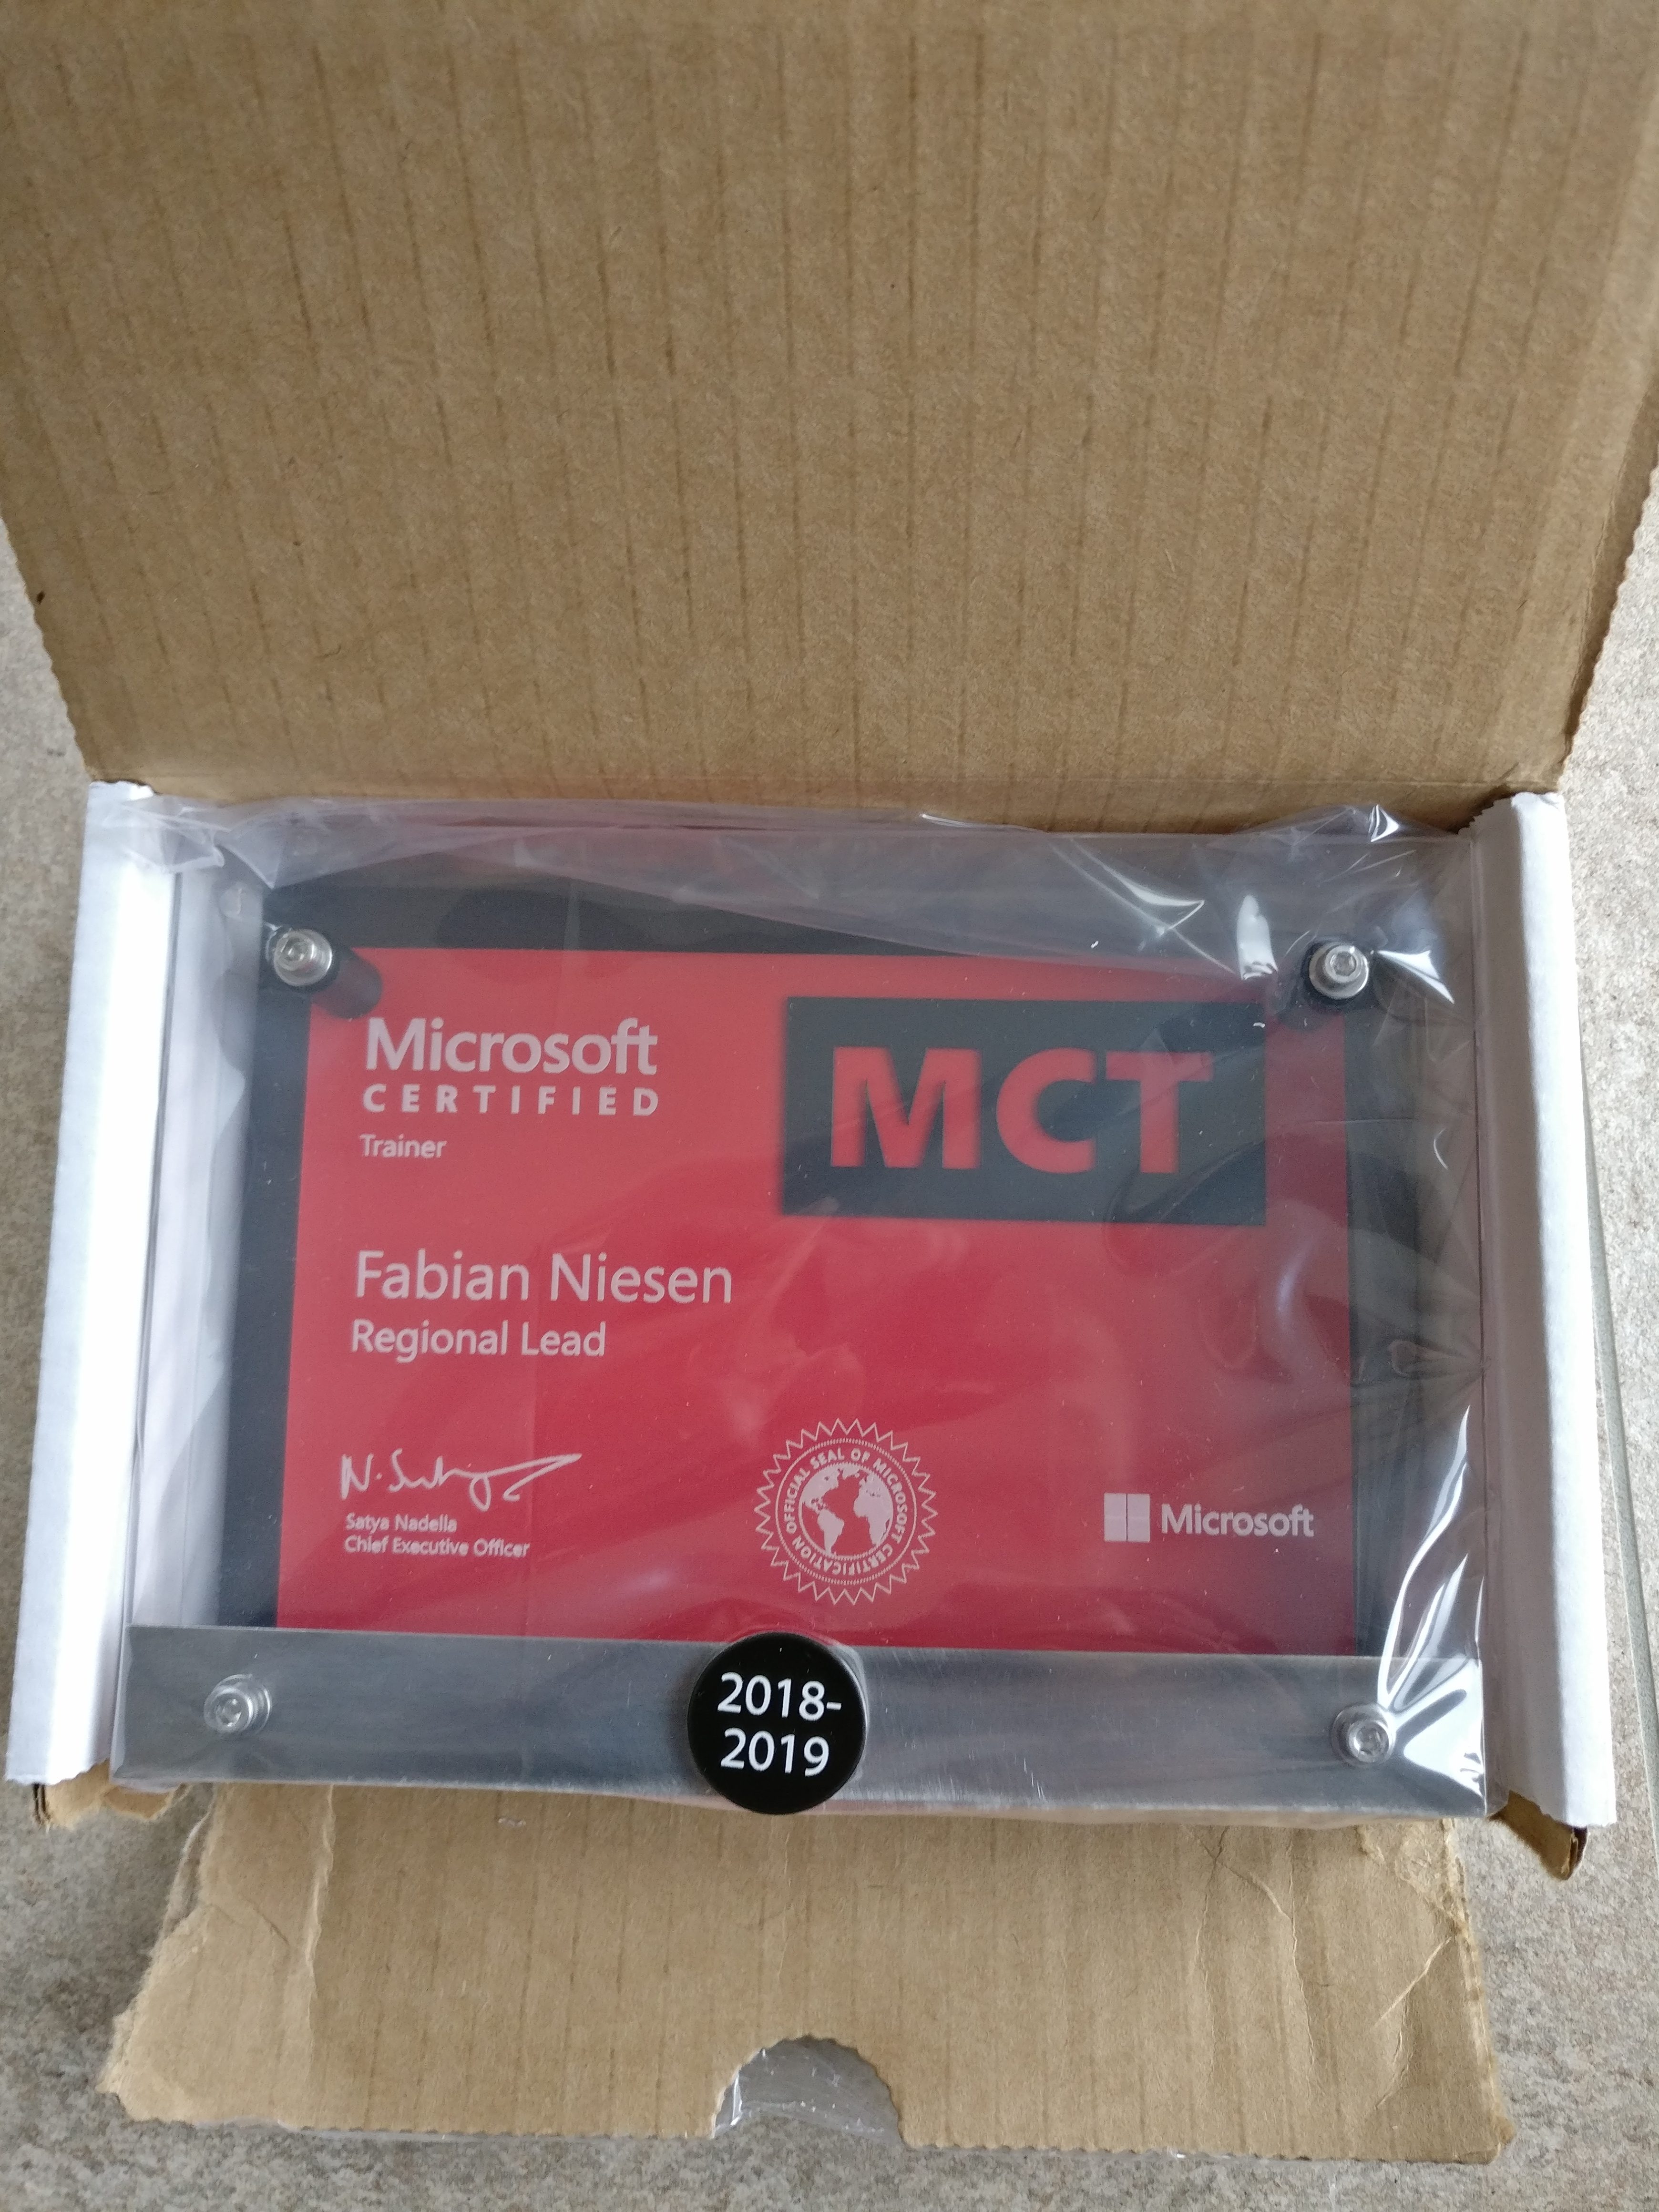 Microsoft
CERTIFIED
Trainer
MCT
Fabian Niesen
Regional Lead
Satya Nadella
Chief Executive Officer
OFFICIAL SEAL OF MICROSOFT CERTIFICATION
Microsoft
2018-
2019